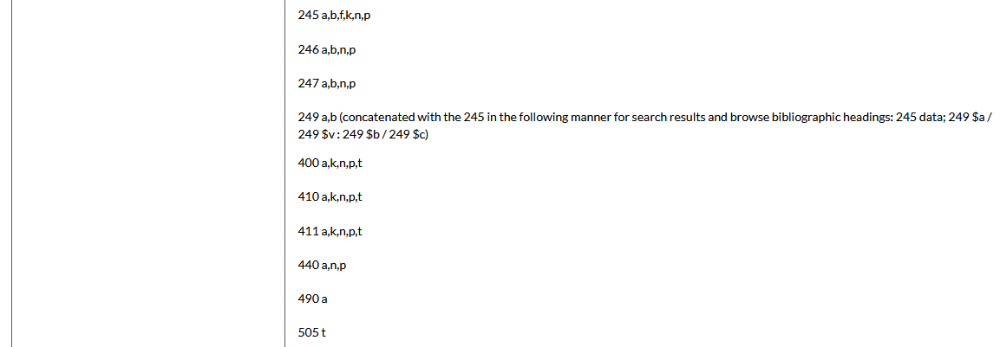 245 a,b,f,k,n,p
246 a,b,n,p
247 a,b,n,p
249 a,b (concatenated with the 245 in the following manner for search results and browse bibliographic headings: 245 data; 249 $a /
249 $v : 249 $b / 249 $c)
400 a,k,n,p,t
410 a,k,n,p,t
411 a,k,n,p,t
440 a,n,p
490 a
505 t